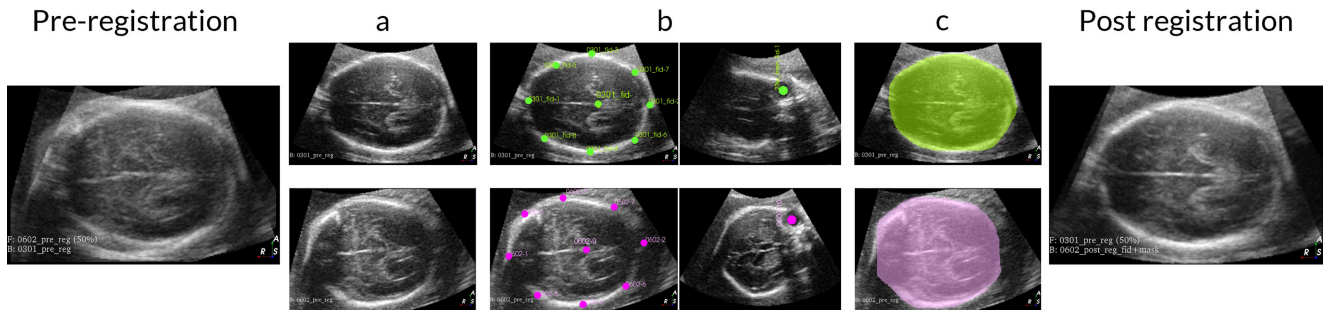 Pre-registration
a
b
c
Post registration
F: 0602_pre_reg (50%)
B: 0301_pre_reg
A
R S
B: 0301_pre_reg
A
R S
0301_fid-7
0301_fid-1
0301_fid-
0301_fid-2
0301_fid-6
B: 0301_pre_reg
A
R S
B: 0301_pre_reg
A
R S
B: 0602_pre_reg
A
R S
0602-7
0602-2
0602-9
0602-1
0602-6
B: 0602_pre_reg
A
R S
B: 0602_pre_reg
A
R S
F: 0301_pre_reg (50%)
B: 0602_post_reg_fid+mask
A
R S